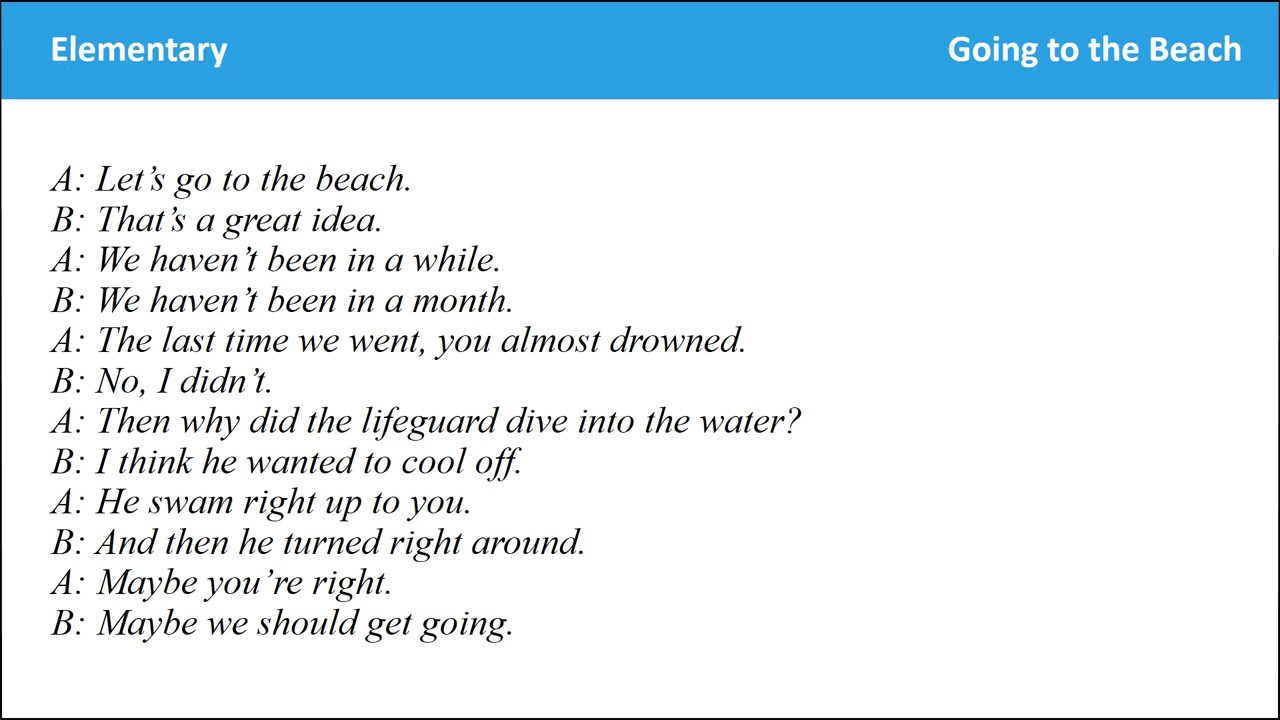 Elementary
Going to the Beach
A: Let’s go to the beach.
B: That’s a great idea.
A: We haven’t been in a while.
B: We haven’t been in a month.
A: The last time we went, you almost drowned.
B: No, I didn’t.
A: Then why did the lifeguard dive into the water?
B: I think he wanted to cool off.
A: He swam right up to you.
B: And then he turned right around.
A: Maybe you’re right.
B: Maybe we should get going.